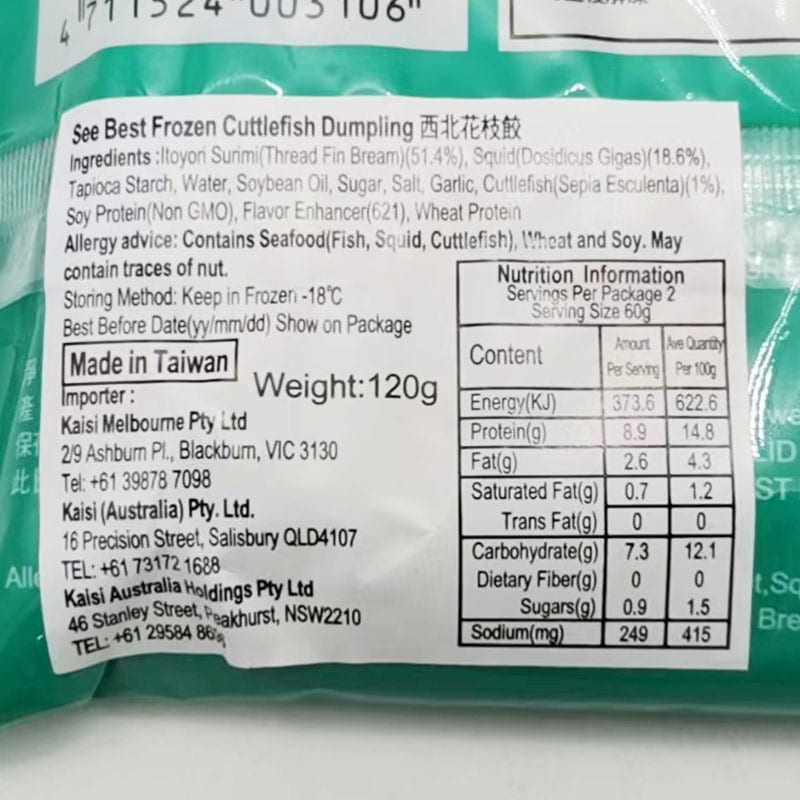 4 711524 003106
See Best Frozen Cuttlefish Dumpling 西北花枝餃
Ingredients :Itoyori Surimi(Thread Fin Bream)(51.4%), Squid(Dosidicus Gigas)(18.6%),
Tapioca Starch, Water, Soybean Oil, Sugar, Salt, Garlic, Cuttlefish(Sepia Esculenta)(1%),
Soy Protein(Non GMO), Flavor Enhancer(621), Wheat Protein
Allergy advice: Contains Seafood(Fish, Squid, Cuttlefish), Wheat and Soy. May
contain traces of nut.
Storing Method: Keep in Frozen -18℃
Best Before Date(yy/mm/dd) Show on Package
Made in Taiwan
Weight:120g
Importer :
Kaisi Melbourne Pty Ltd
2/9 Ashburn Pl., Blackburn, VIC 3130
Tel: +61 39878 7098
Kaisi (Australia) Pty. Ltd.
16 Precision Street, Salisbury QLD4107
TEL: +61 73172 1688
Kaisi Australia Holdings Pty Ltd
46 Stanley Street, Peakhurst, NSW2210
TEL: +61 29584 86
Nutrition Information
Servings Per Package 2
Serving Size 60g
Content Amount Per Serving Ave Quantity Per 100g
Energy(KJ) 373.6 622.6
Protein(g) 8.9 14.8
Fat(g) 2.6 4.3
Saturated Fat(g) 0.7 1.2
Trans Fat(g) 0 0
Carbohydrate(g) 7.3 12.1
Dietary Fiber(g) 0 0
Sugars(g) 0.9 1.5
Sodium(mg) 249 415